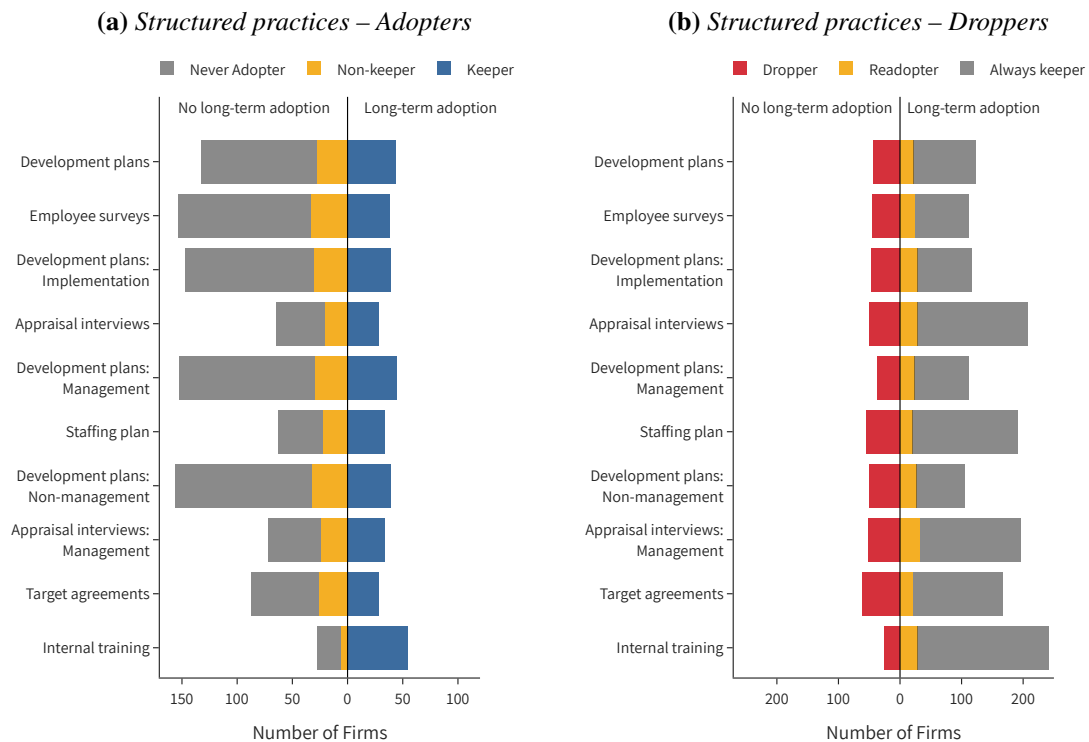 (a) Structured practices – Adopters
Never Adopter Non-keeper Keeper
No long-term adoption Long-term adoption
Development plans
Employee surveys
Development plans:
Implementation
Appraisal interviews
Development plans:
Management
Staffing plan
Development plans:
Non-management
Appraisal interviews:
Management
Target agreements
Internal training
150 100 50 0 50 100
Number of Firms
(b) Structured practices – Droppers
Dropper Readopter Always keeper
No long-term adoption Long-term adoption
Development plans
Employee surveys
Development plans:
Implementation
Appraisal interviews
Development plans:
Management
Staffing plan
Development plans:
Non-management
Appraisal interviews:
Management
Target agreements
Internal training
200 100 0 100 200
Number of Firms